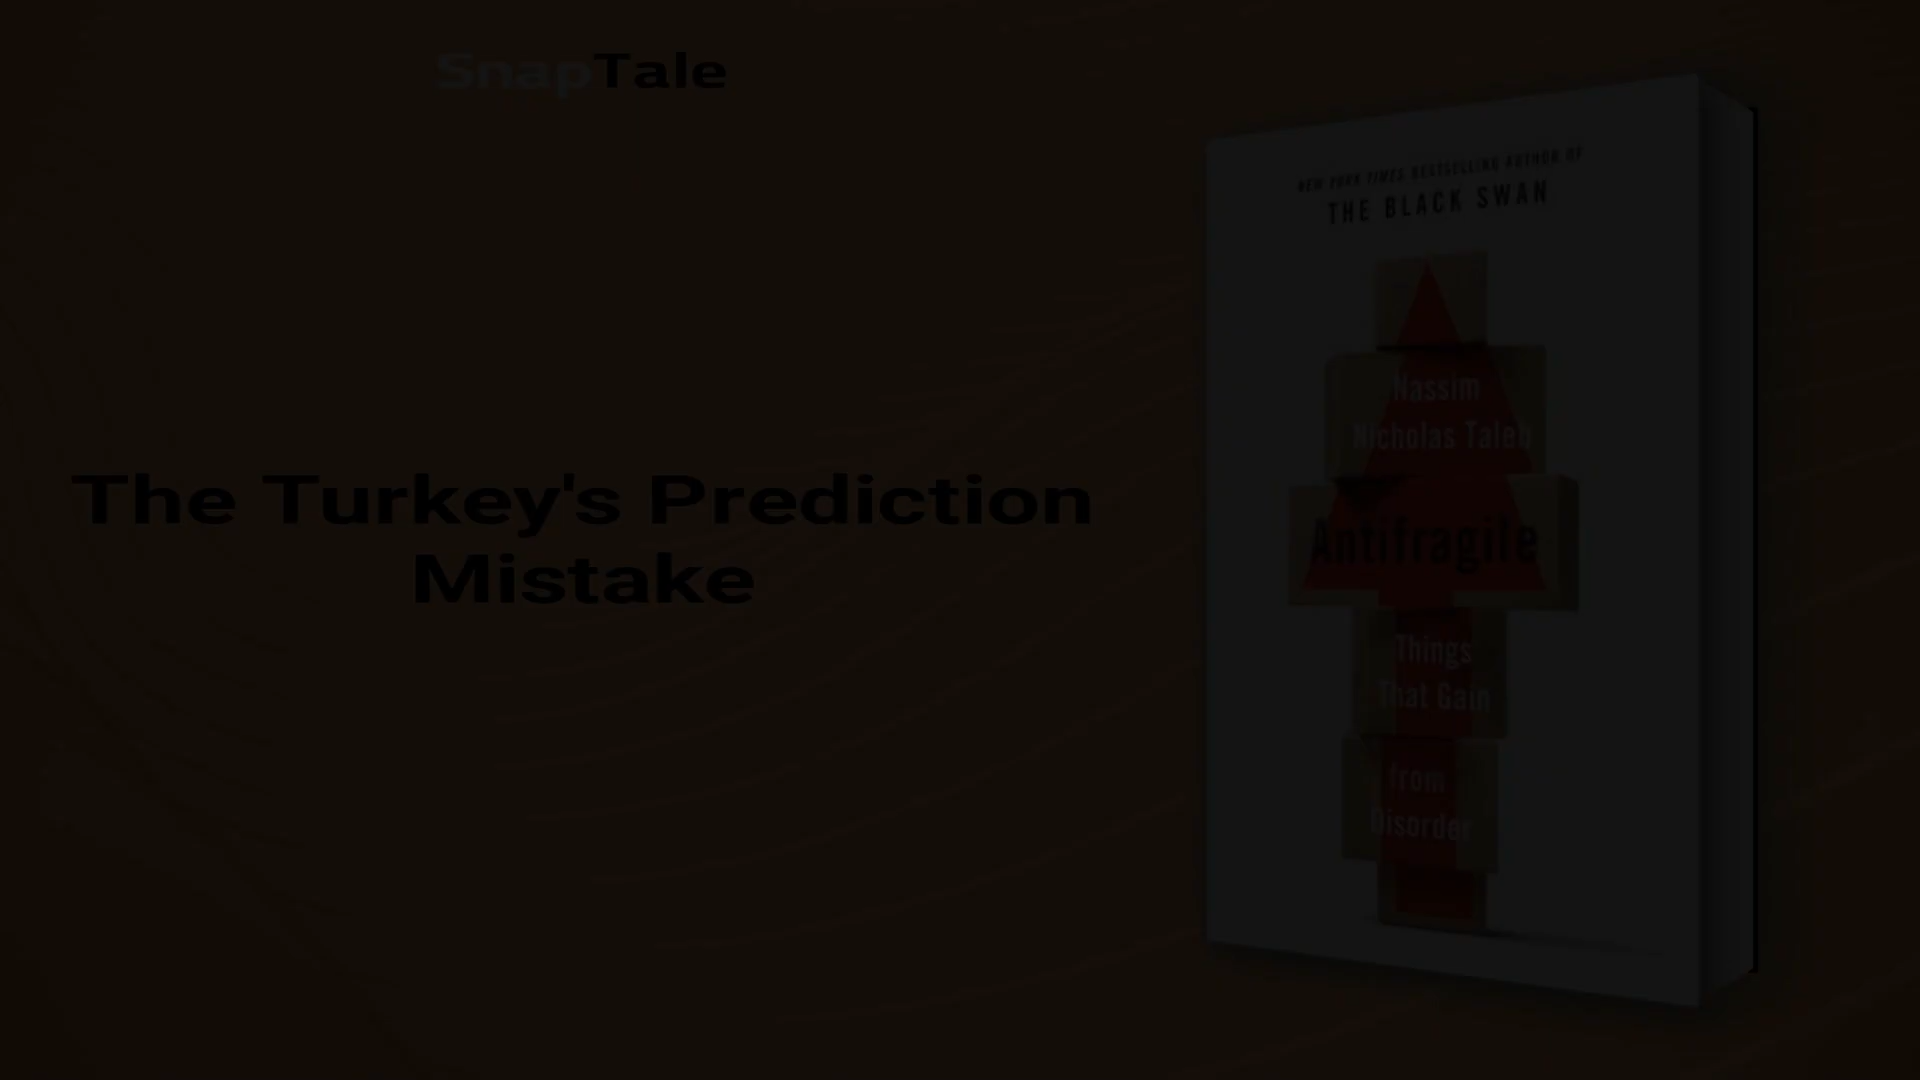 SnapTale
The Turkey's Prediction
Mistake
NEW YORK TIMES BESTSELLING AUTHOR OF
THE BLACK SWAN
Nassim
Nicholas Taleb
Antifragile
Things
That Gain
from
Disorder